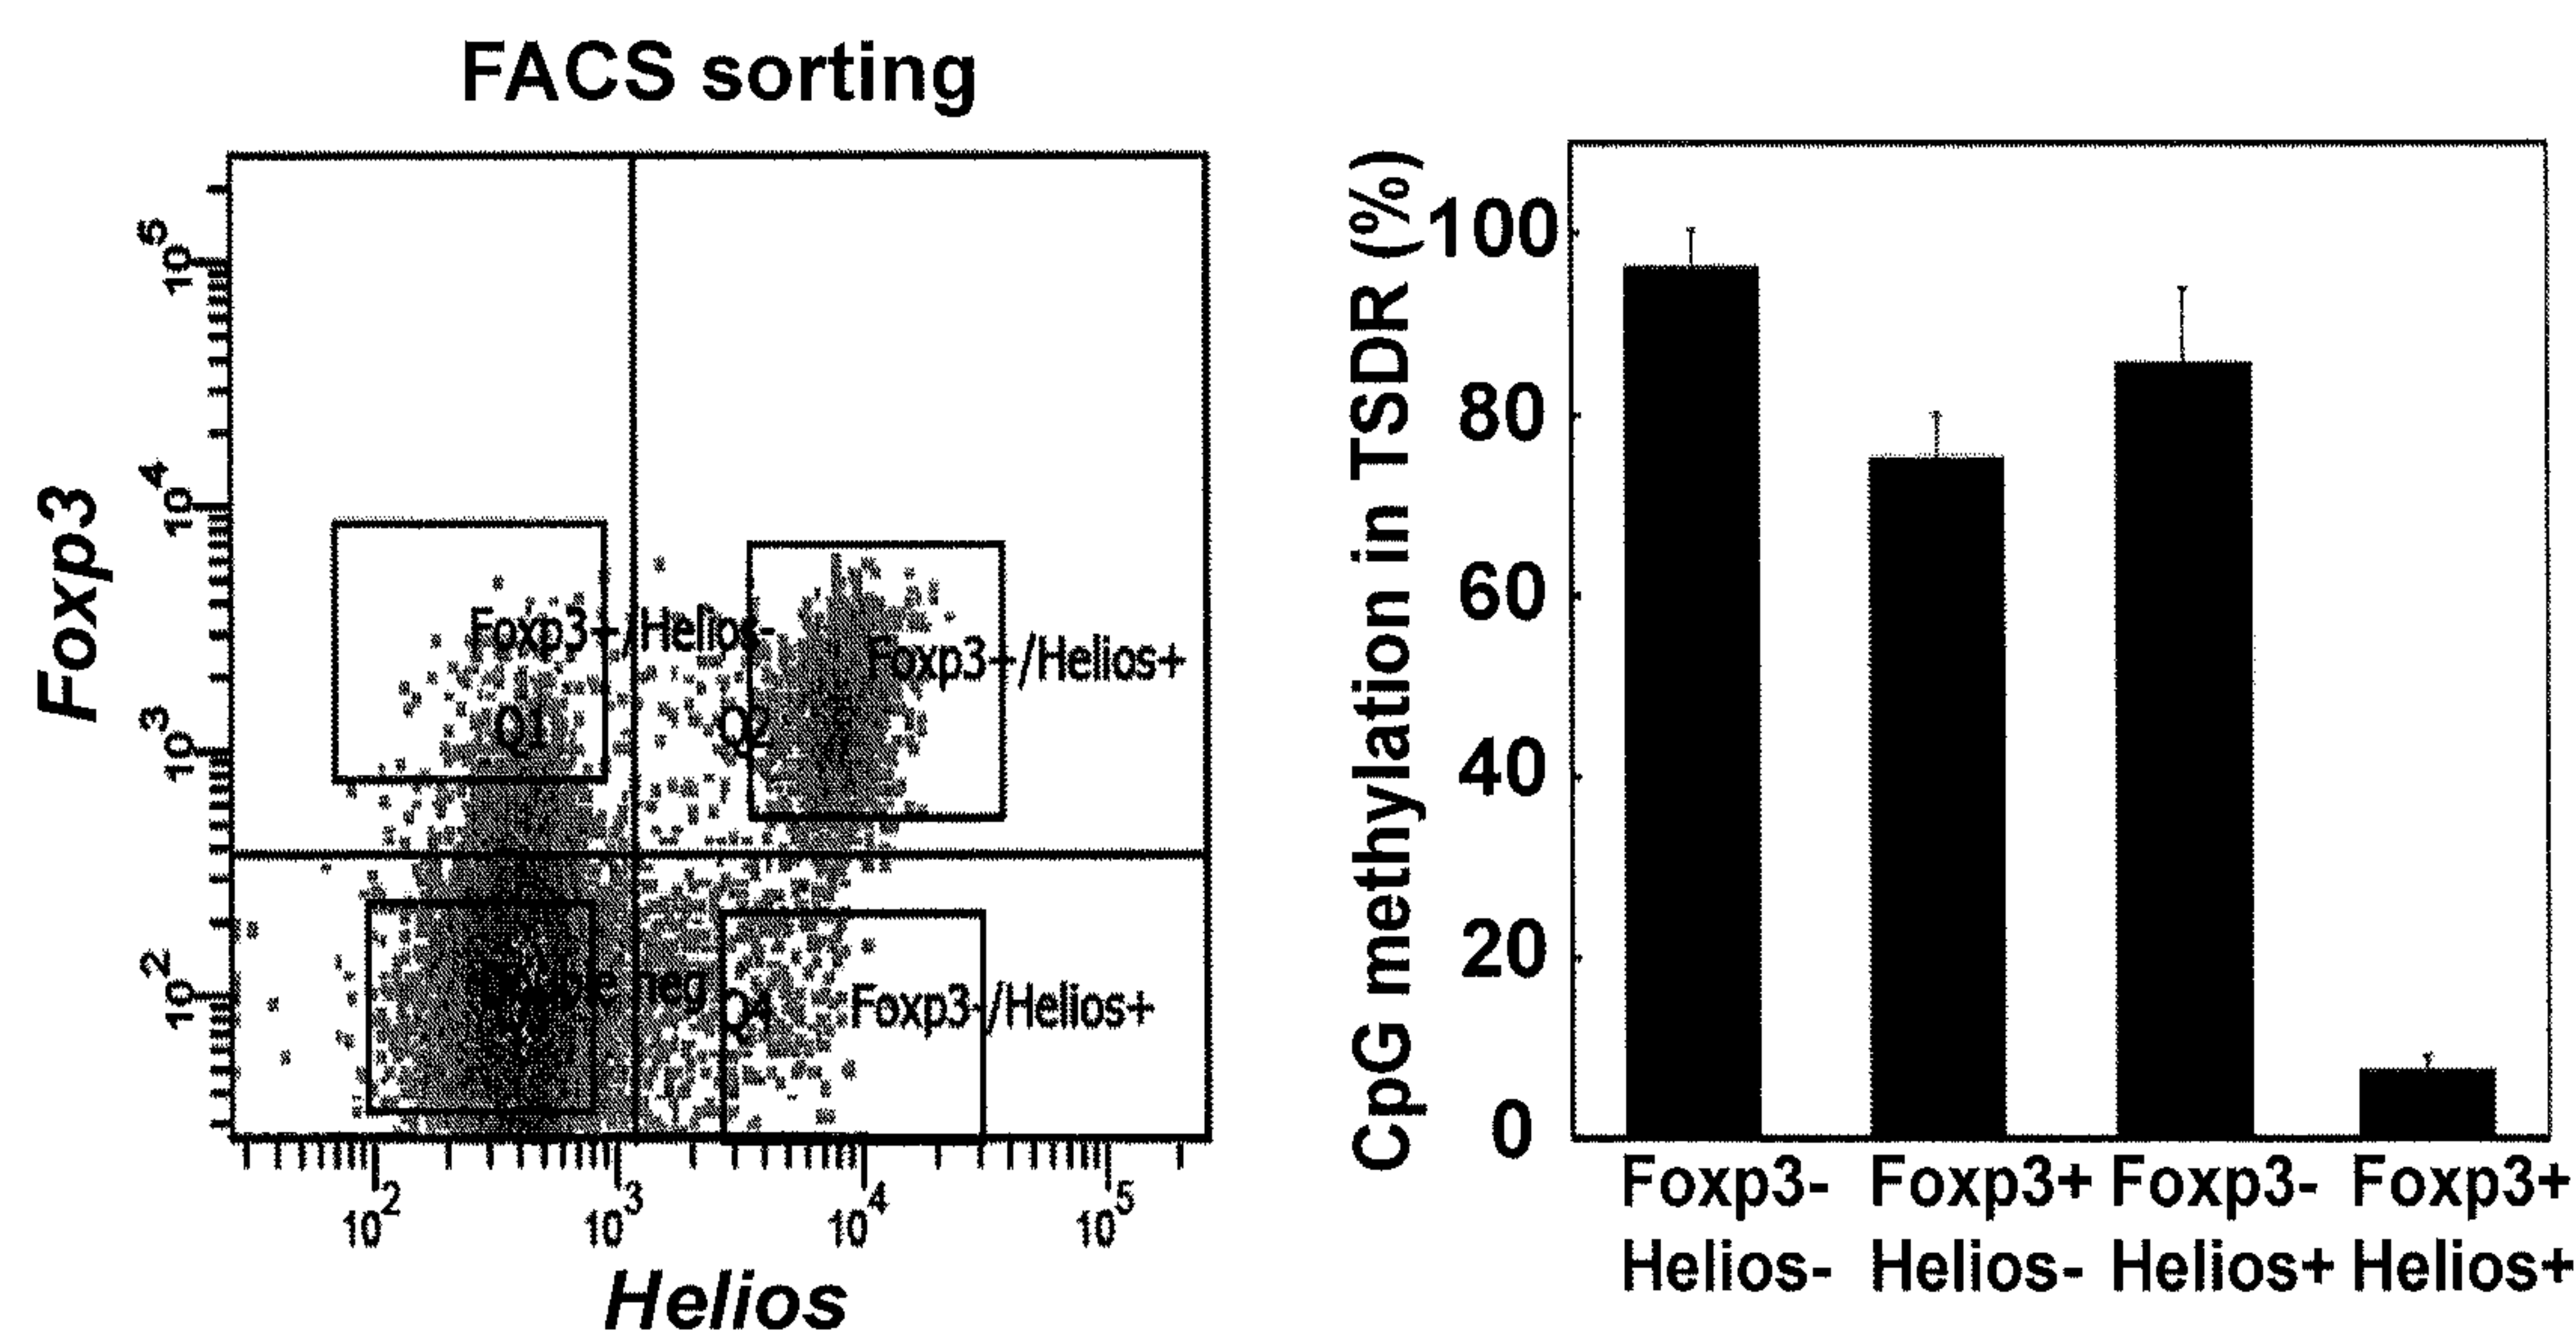 FACS sorting
Foxp3
10^5
10^4
10^3
10^2
Foxp3+/Helios-
Foxp3+/Helios+
Q1
Q2
neg
Q4
Foxp3-/Helios+
10^2
10^3
10^4
10^5
Helios
CpG methylation in TSDR (%)
100
80
60
40
20
0
Foxp3- Foxp3+ Foxp3- Foxp3+
Helios- Helios- Helios+ Helios+